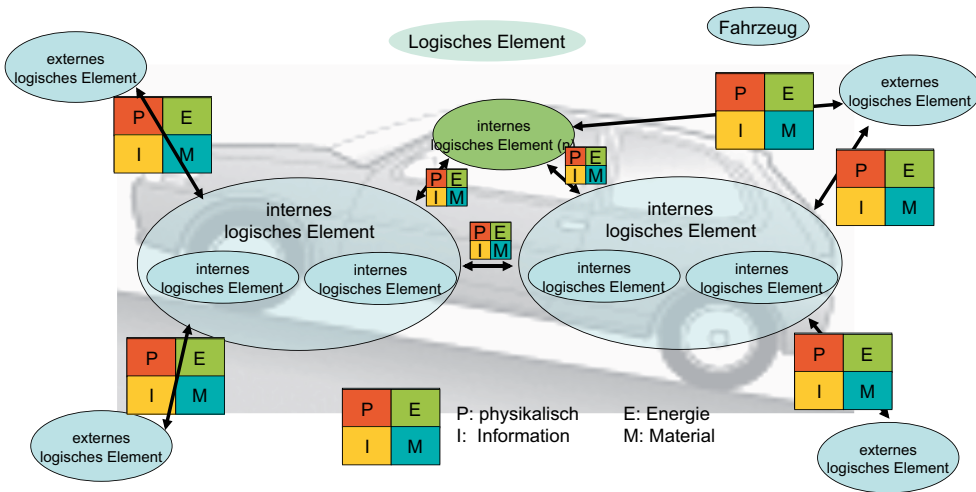 Fahrzeug
Logisches Element
externes
logisches Element
externes
logisches Element
P E
I M
P E
I M
internes
logisches Element (n)
P E
I M
P E
I M
P E
I M
internes
logisches Element
P E
I M
internes
logisches Element
internes
logisches Element
internes
logisches Element
internes
logisches Element
internes
logisches Element
P E
I M
P E
I M
P E
I M
P: physikalisch E: Energie
I: Information M: Material
externes
logisches Element
externes
logisches Element